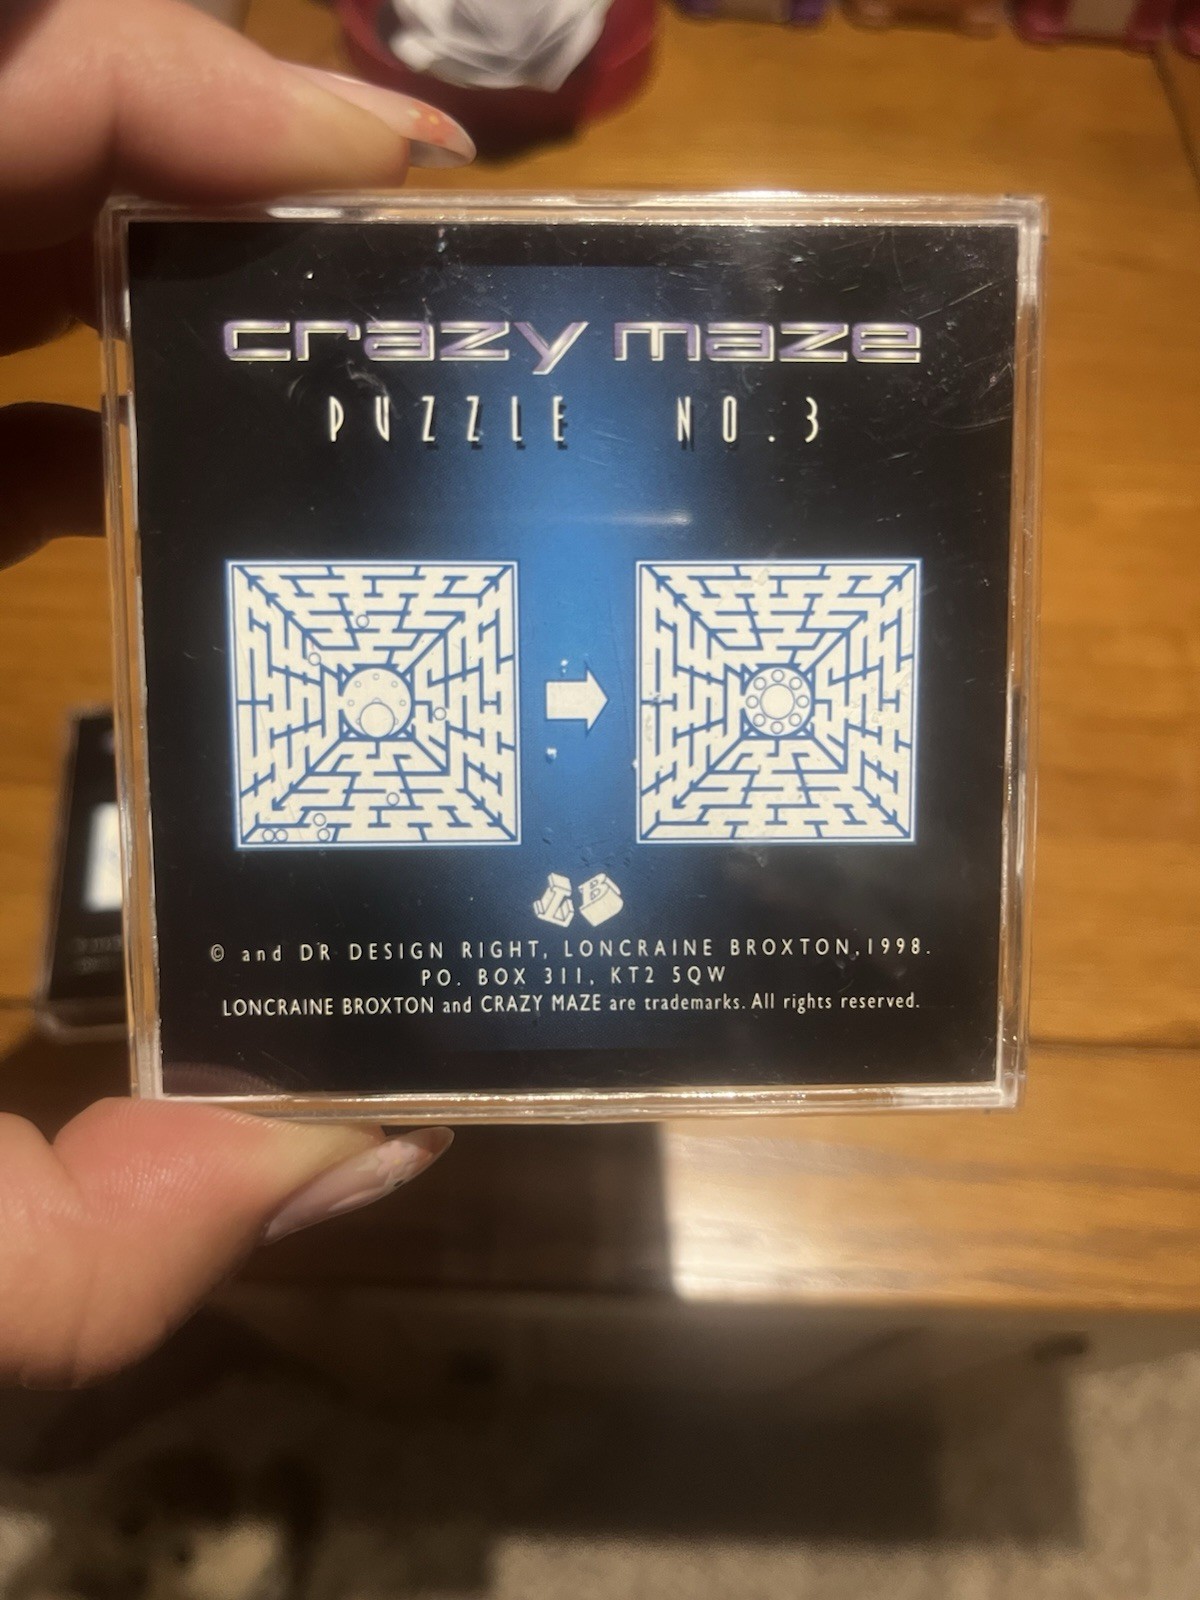 crazy maze
PUZZLE NO.3
LB
© and DR DESIGN RIGHT, LONCRAINE BROXTON, 1998.
PO. BOX 311, KT2 5QW
LONCRAINE BROXTON and CRAZY MAZE are trademarks. All rights reserved.